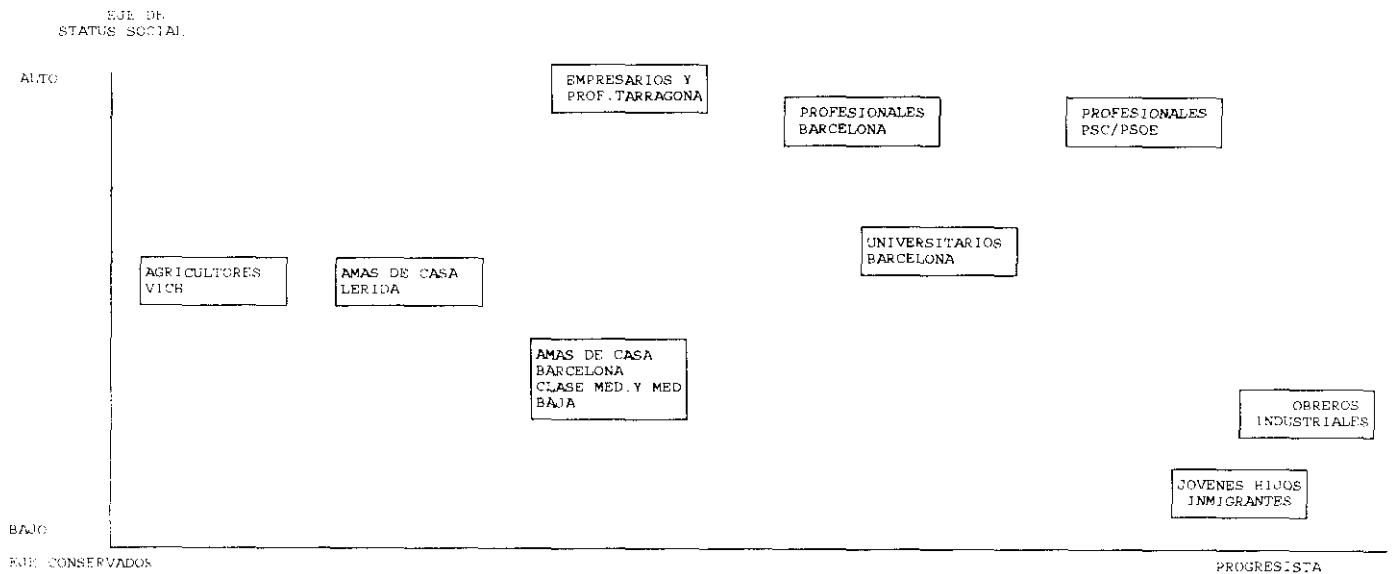 EJE DE
STATUS SOCIAL
ALTO
EMPRESARIOS Y
PROF.TARRAGONA
PROFESIONALES
BARCELONA
PROFESIONALES
PSC/PSOE
UNIVERSITARIOS
BARCELONA
AGRICULTORES
VICH
AMAS DE CASA
LERIDA
AMAS DE CASA
BARCELONA
CLASE MED.Y MED
BAJA
OBREROS
INDUSTRIALES
JOVENES HIJOS
INMIGRANTES
BAJO
EJE CONSERVADOR
PROGRESISTA